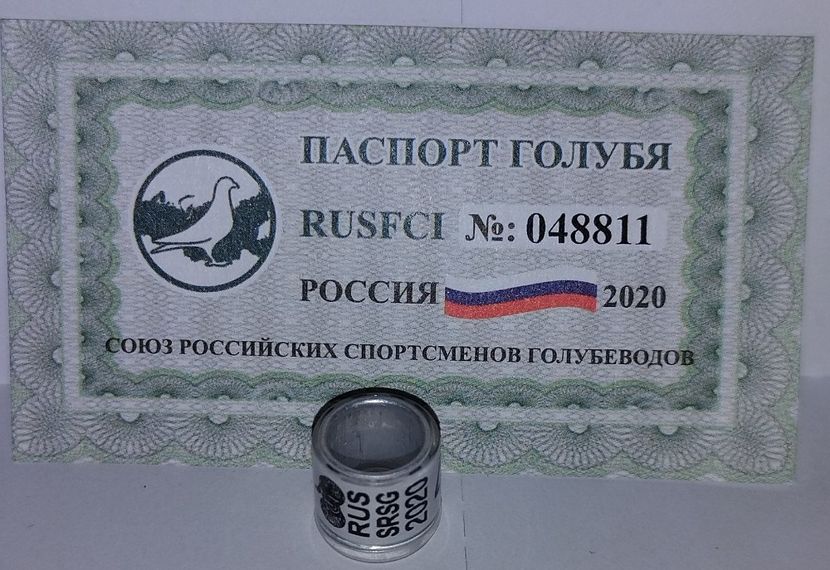 ПАСПОРТ ГОЛУБЯ
RUSFCI №: 048811
РОССИЯ 2020
СОЮЗ РОССИЙСКИХ СПОРТСМЕНОВ ГОЛУБЕВОДОВ
RUS
SRSG
2020